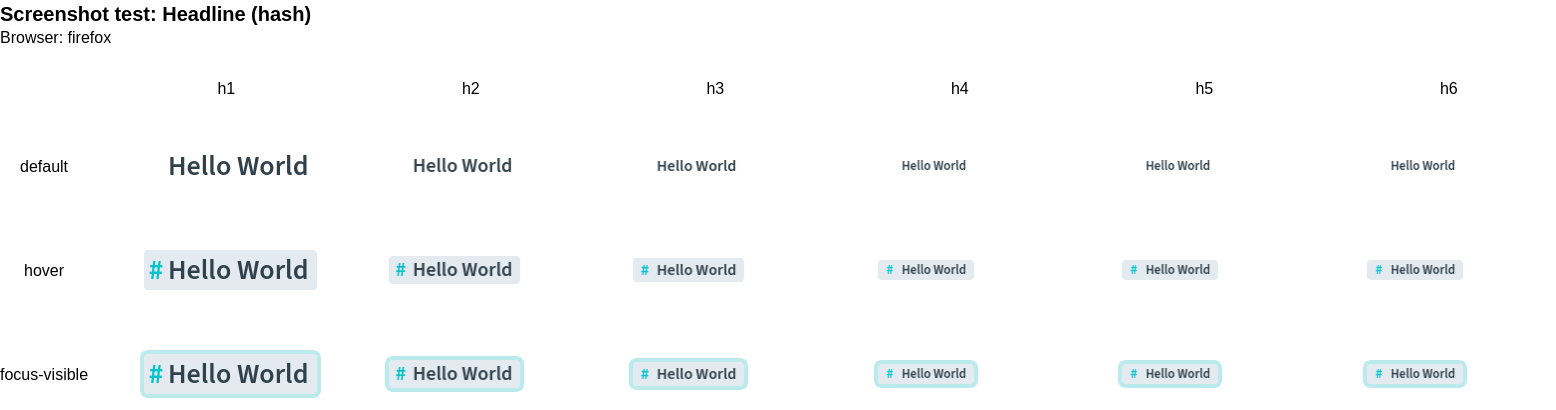 Screenshot test: Headline (hash)
Browser: firefox
h1 h2 h3 h4 h5 h6
default Hello World Hello World Hello World Hello World Hello World Hello World
hover # Hello World # Hello World # Hello World # Hello World # Hello World # Hello World
focus-visible # Hello World # Hello World # Hello World # Hello World # Hello World # Hello World